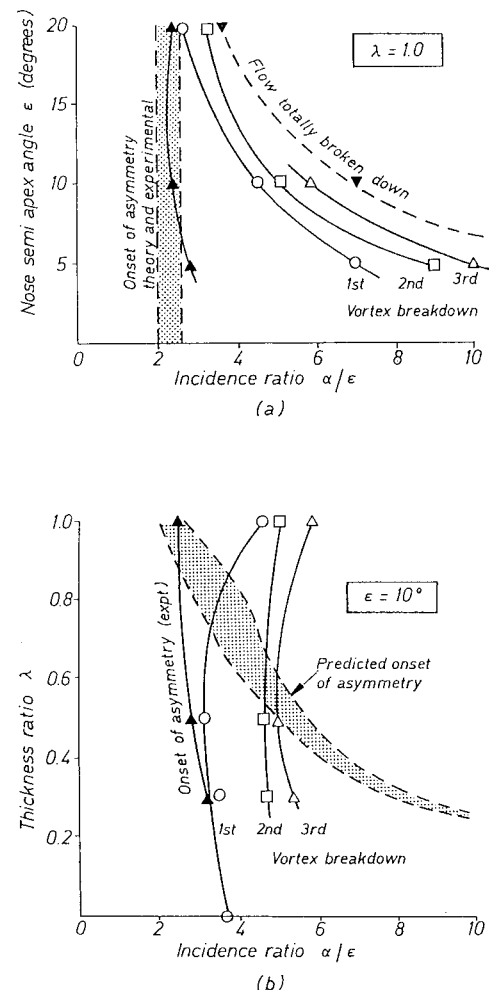 20
15
10
5
Nose semi apex angle ε (degrees)
λ = 1.0
Flow totally broken down
Onset of asymmetry
theory and experimental
1st
2nd
3rd
Vortex breakdown
0
2
4
6
8
10
Incidence ratio α/ε
(a)
1.0
0.8
0.6
0.4
0.2
Thickness ratio λ
ε = 10°
Onset of asymmetry (expt)
Predicted onset
of asymmetry
1st
2nd
3rd
Vortex breakdown
0
2
4
6
8
10
Incidence ratio α/ε
(b)